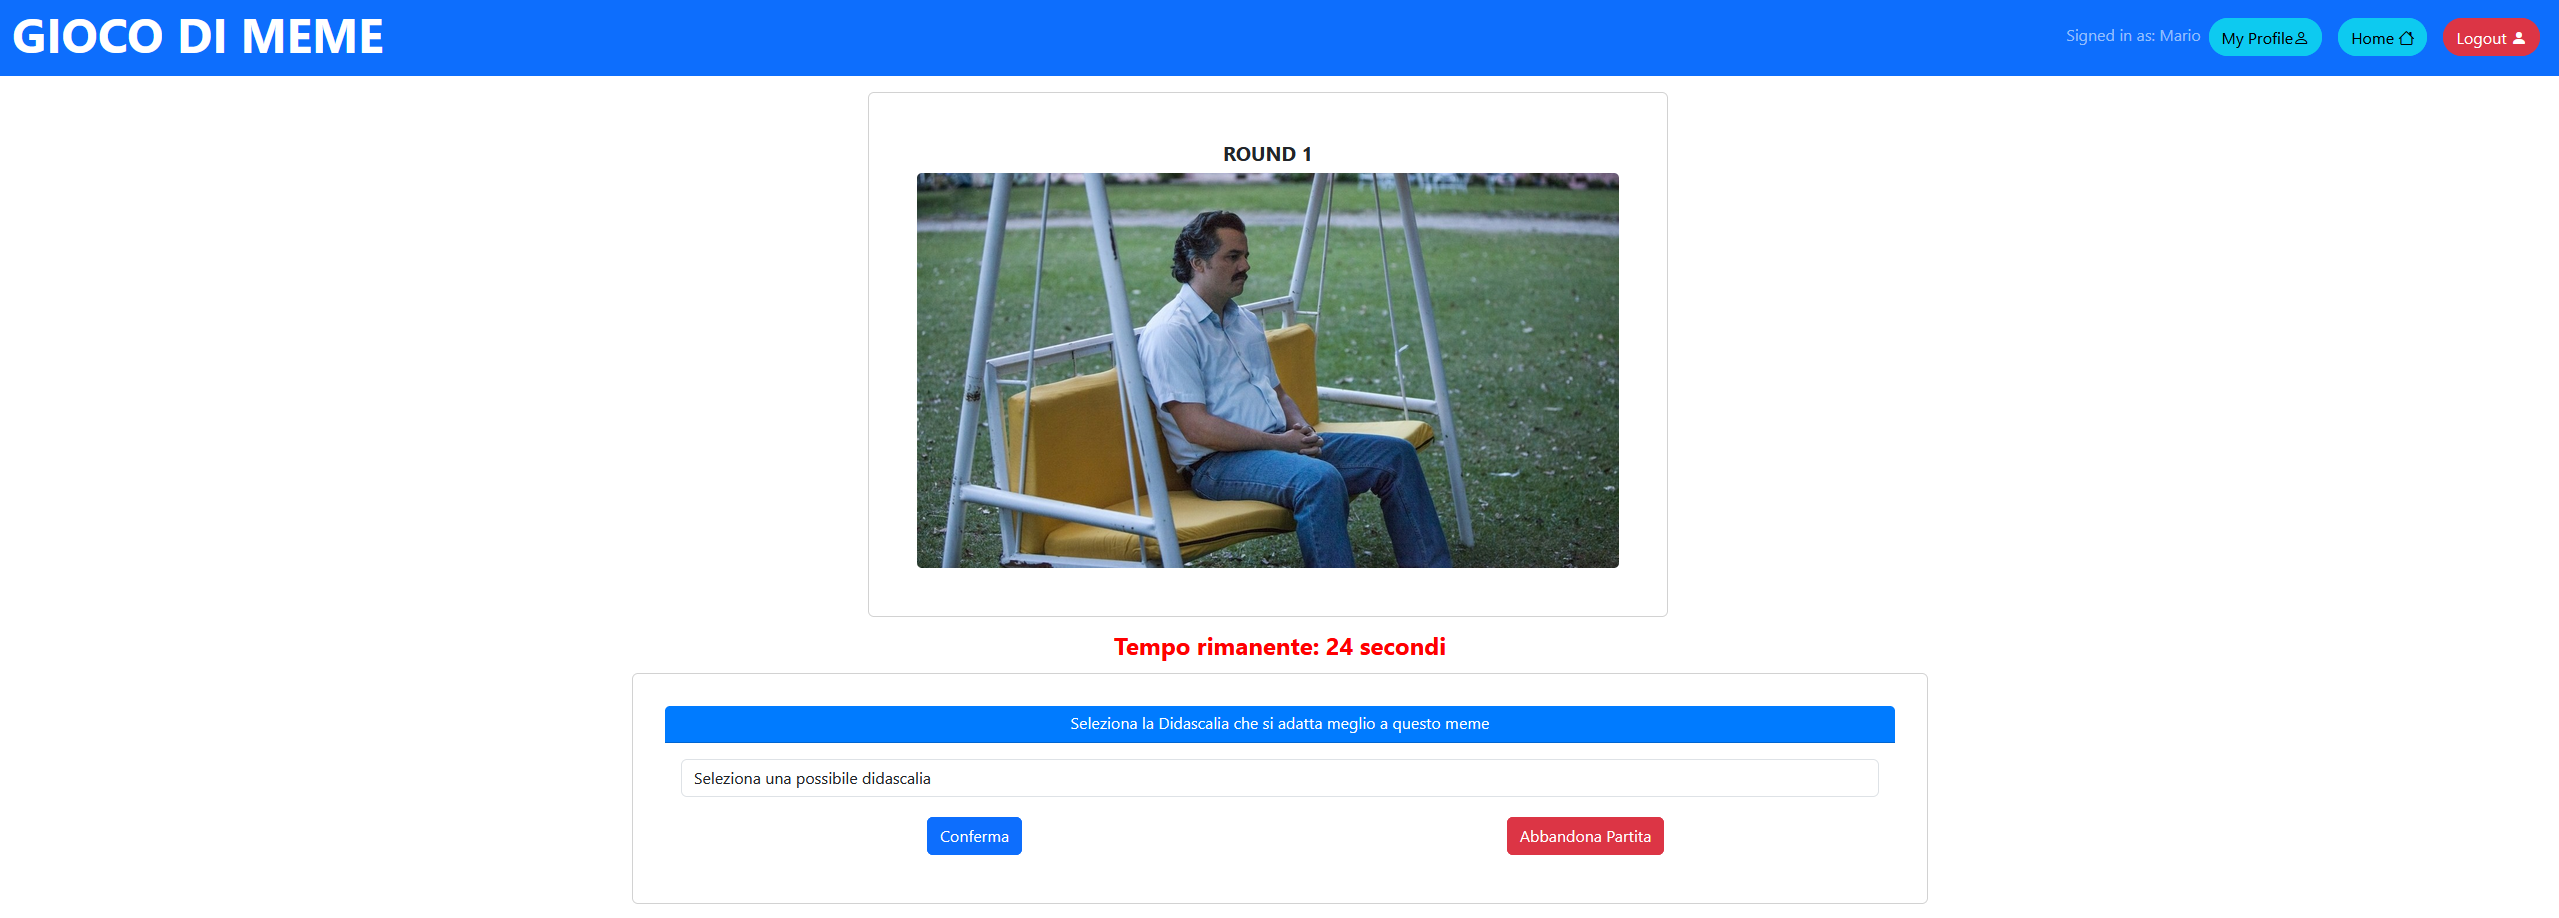 GIOCO DI MEME
Signed in as: Mario My Profile Home Logout
ROUND 1
Tempo rimanente: 24 secondi
Seleziona la Didascalia che si adatta meglio a questo meme
Seleziona una possibile didascalia
Conferma Abbandona Partita